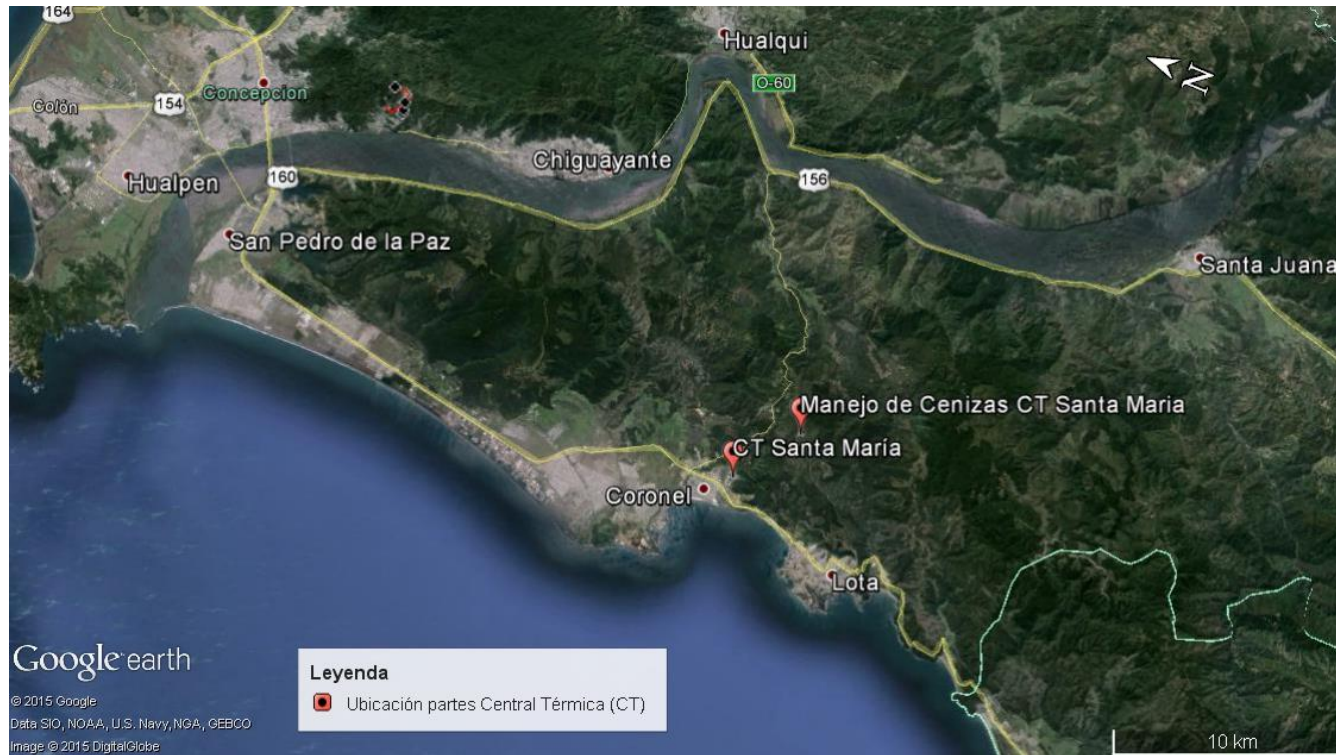 164
Hualqui
N
O-60
Concepcion
Colón
154
Chiguayante
160
156
Hualpen
San Pedro de la Paz
Santa Juana
Manejo de Cenizas CT Santa Maria
CT Santa María
Coronel
Lota
Google earth
© 2015 Google
Data SIO, NOAA, U.S. Navy, NGA, GEBCO
Image © 2015 DigitalGlobe
Leyenda
Ubicación partes Central Térmica (CT)
10 km